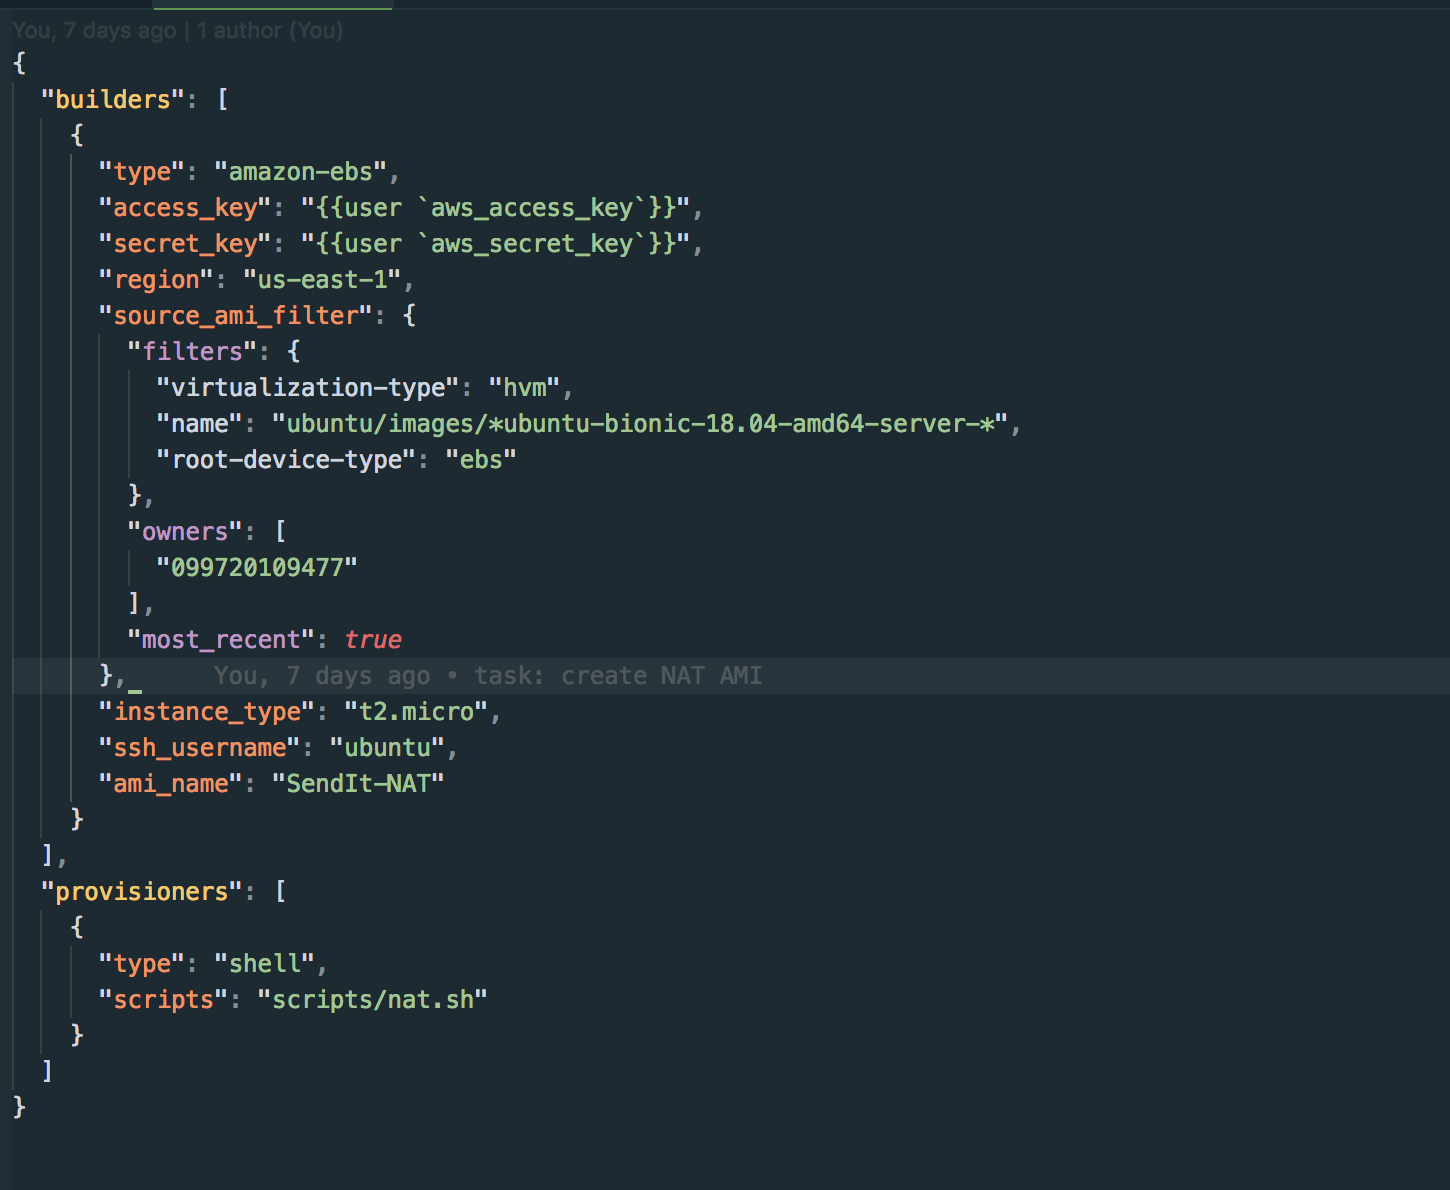 You, 7 days ago | 1 author (You)
{
  "builders": [
    {
      "type": "amazon-ebs",
      "access_key": "{{user `aws_access_key`}}",
      "secret_key": "{{user `aws_secret_key`}}",
      "region": "us-east-1",
      "source_ami_filter": {
        "filters": {
          "virtualization-type": "hvm",
          "name": "ubuntu/images/*ubuntu-bionic-18.04-amd64-server-*",
          "root-device-type": "ebs"
        },
        "owners": [
          "099720109477"
        ],
        "most_recent": true
      },      You, 7 days ago • task: create NAT AMI
      "instance_type": "t2.micro",
      "ssh_username": "ubuntu",
      "ami_name": "SendIt-NAT"
    }
  ],
  "provisioners": [
    {
      "type": "shell",
      "scripts": "scripts/nat.sh"
    }
  ]
}